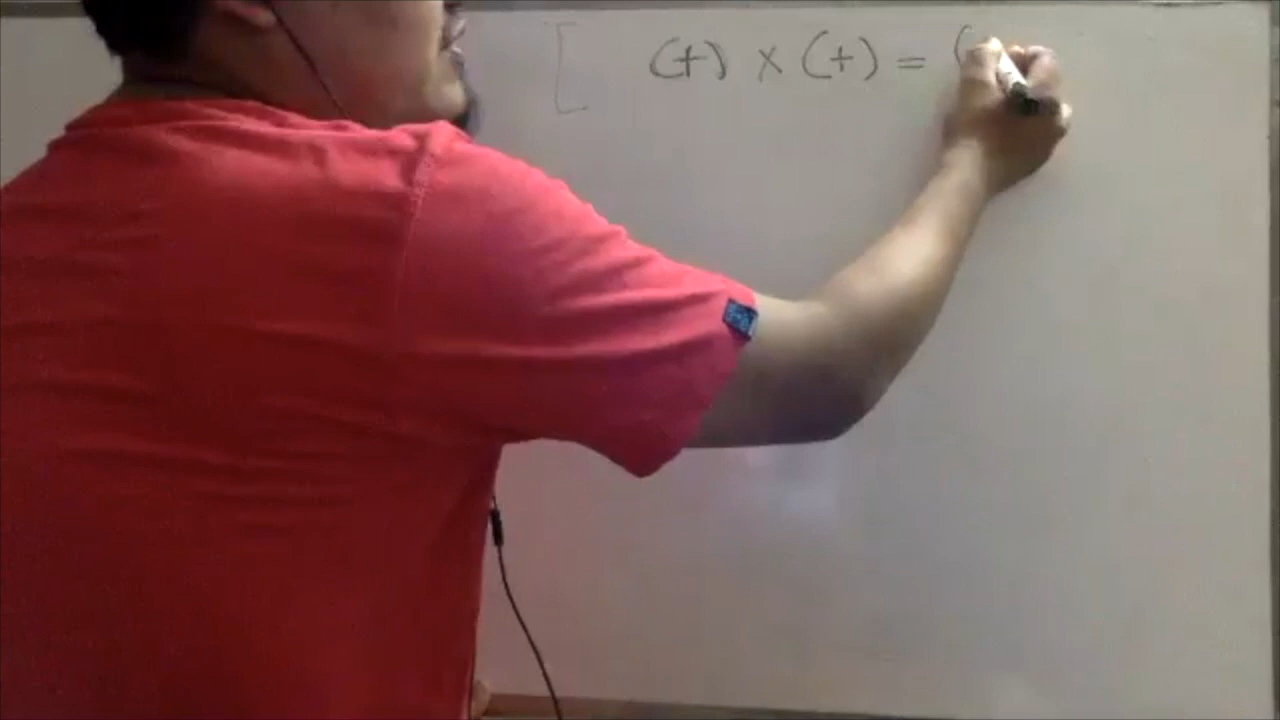 [ (+) × (+) = (